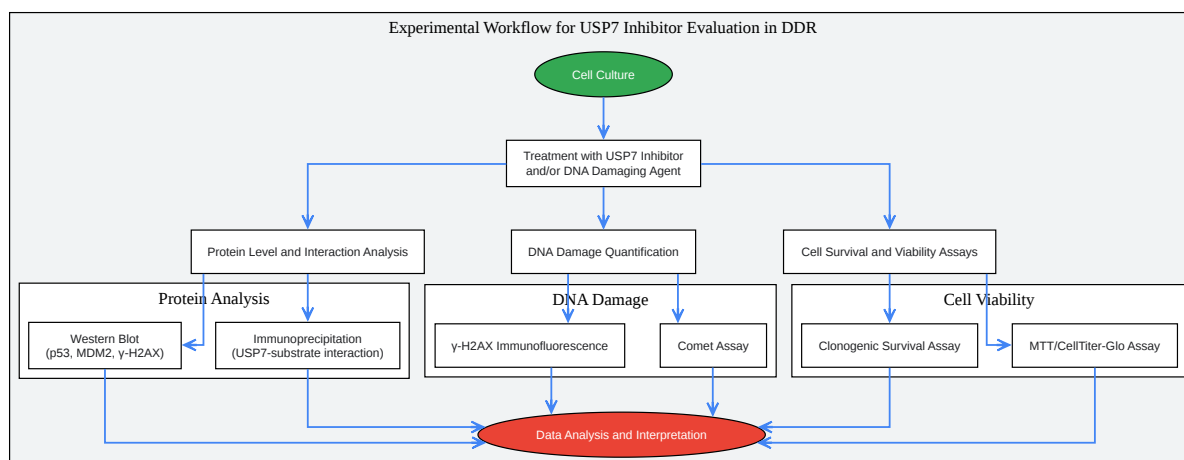 Experimental Workflow for USP7 Inhibitor Evaluation in DDR
Cell Culture
Treatment with USP7 Inhibitor
and/or DNA Damaging Agent
Protein Level and Interaction Analysis
DNA Damage Quantification
Cell Survival and Viability Assays
Protein Analysis
DNA Damage
Cell Viability
Western Blot
(p53, MDM2, γ-H2AX)
Immunoprecipitation
(USP7-substrate interaction)
γ-H2AX Immunofluorescence
Comet Assay
Clonogenic Survival Assay
MTT/CellTiter-Glo Assay
Data Analysis and Interpretation